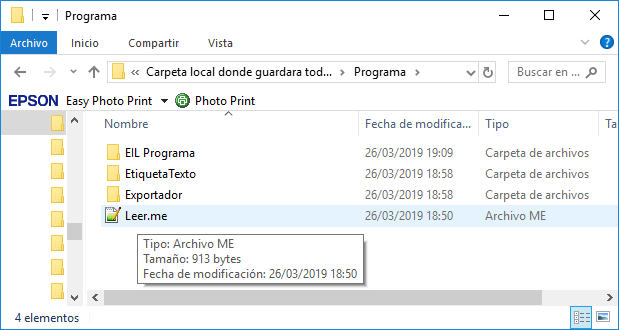 Programa
Archivo Inicio Compartir Vista
Carpeta local donde guardara tod... Programa
Buscar en ...
EPSON Easy Photo Print Photo Print
Nombre Fecha de modifica... Tipo Ta
EIL Programa 26/03/2019 19:09 Carpeta de archivos
EtiquetaTexto 26/03/2019 18:58 Carpeta de archivos
Exportador 26/03/2019 18:58 Carpeta de archivos
Leer.me 26/03/2019 18:50 Archivo ME
Tipo: Archivo ME
Tamaño: 913 bytes
Fecha de modificación: 26/03/2019 18:50
4 elementos